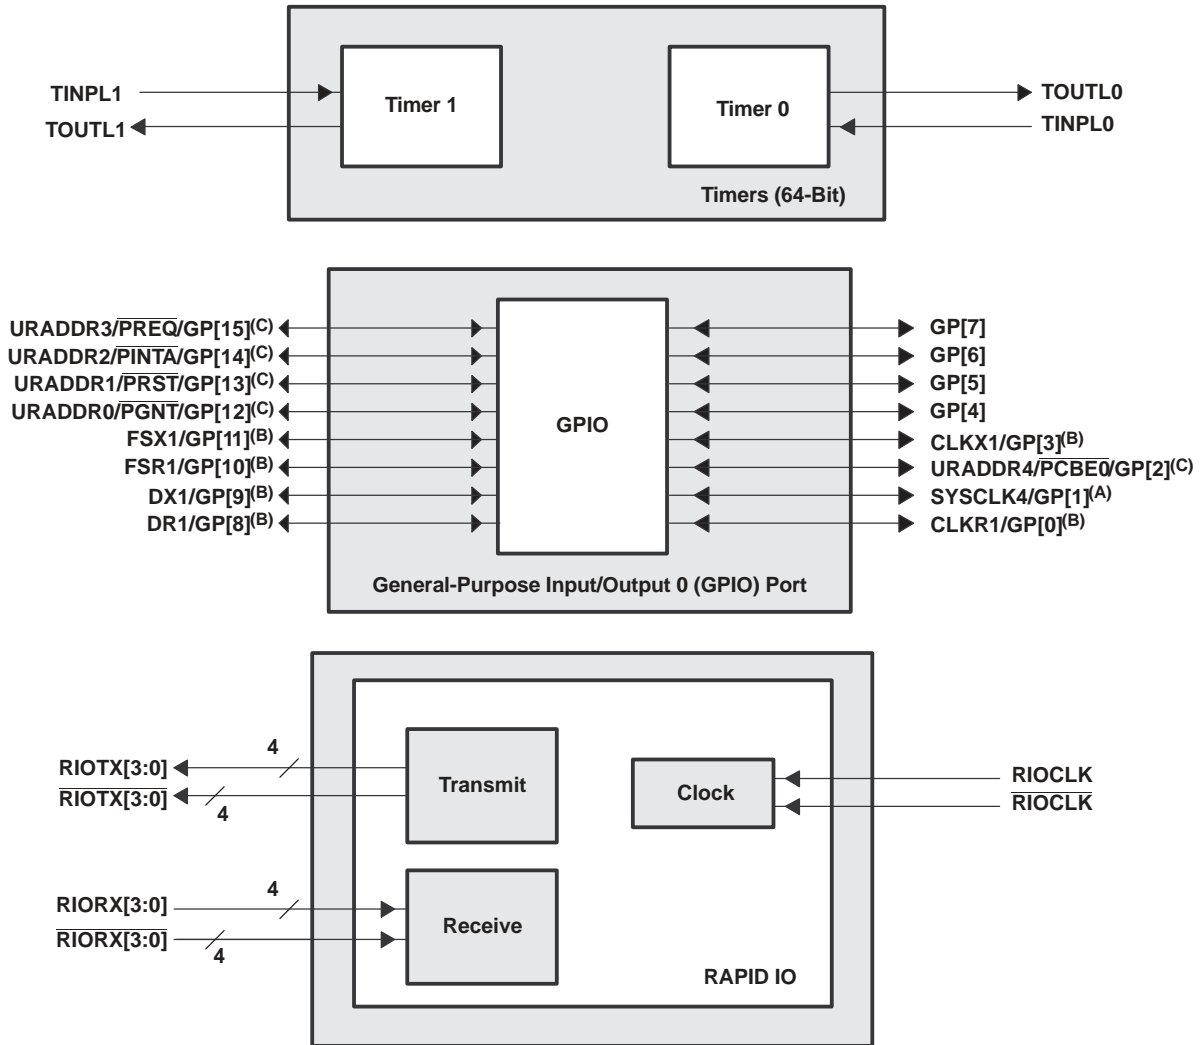 TINPL1
TOUTL1
Timer 1
Timer 0
TOUTL0
TINPL0
Timers (64-Bit)
URADDR3/PREQ/GP[15](C)
URADDR2/PINTA/GP[14](C)
URADDR1/PRST/GP[13](C)
URADDR0/PGNT/GP[12](C)
FSX1/GP[11](B)
FSR1/GP[10](B)
DX1/GP[9](B)
DR1/GP[8](B)
GPIO
GP[7]
GP[6]
GP[5]
GP[4]
CLKX1/GP[3](B)
URADDR4/PCBE0/GP[2](C)
SYSCLK4/GP[1](A)
CLKR1/GP[0](B)
General-Purpose Input/Output 0 (GPIO) Port
RIOTX[3:0]
4
RIOTX[3:0]
4
Transmit
Clock
RIOCLK
RIOCLK
RIORX[3:0]
4
RIORX[3:0]
4
Receive
RAPID IO